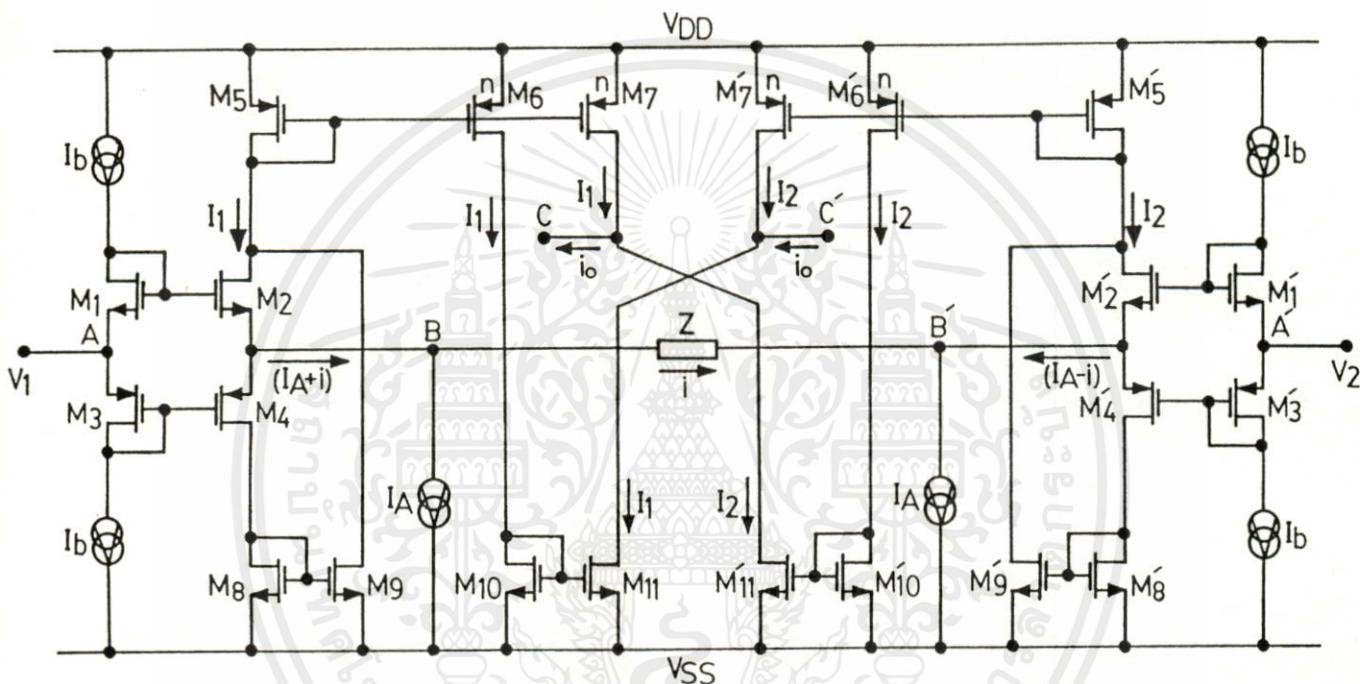 VDD
M5 n M6 n M7 M'7 n M'6 n M'5
Ib I1 I1 I1 I2 I2 I2 Ib
C C'
io io
M1 M2 M'2 M'1
A B Z B' A'
V1 (IA+i) i (IA-i) V2
M3 M4 M'4 M'3
IA I1 I2 IA
Ib Ib
M8 M9 M10 M11 M'11 M'10 M'9 M'8
VSS